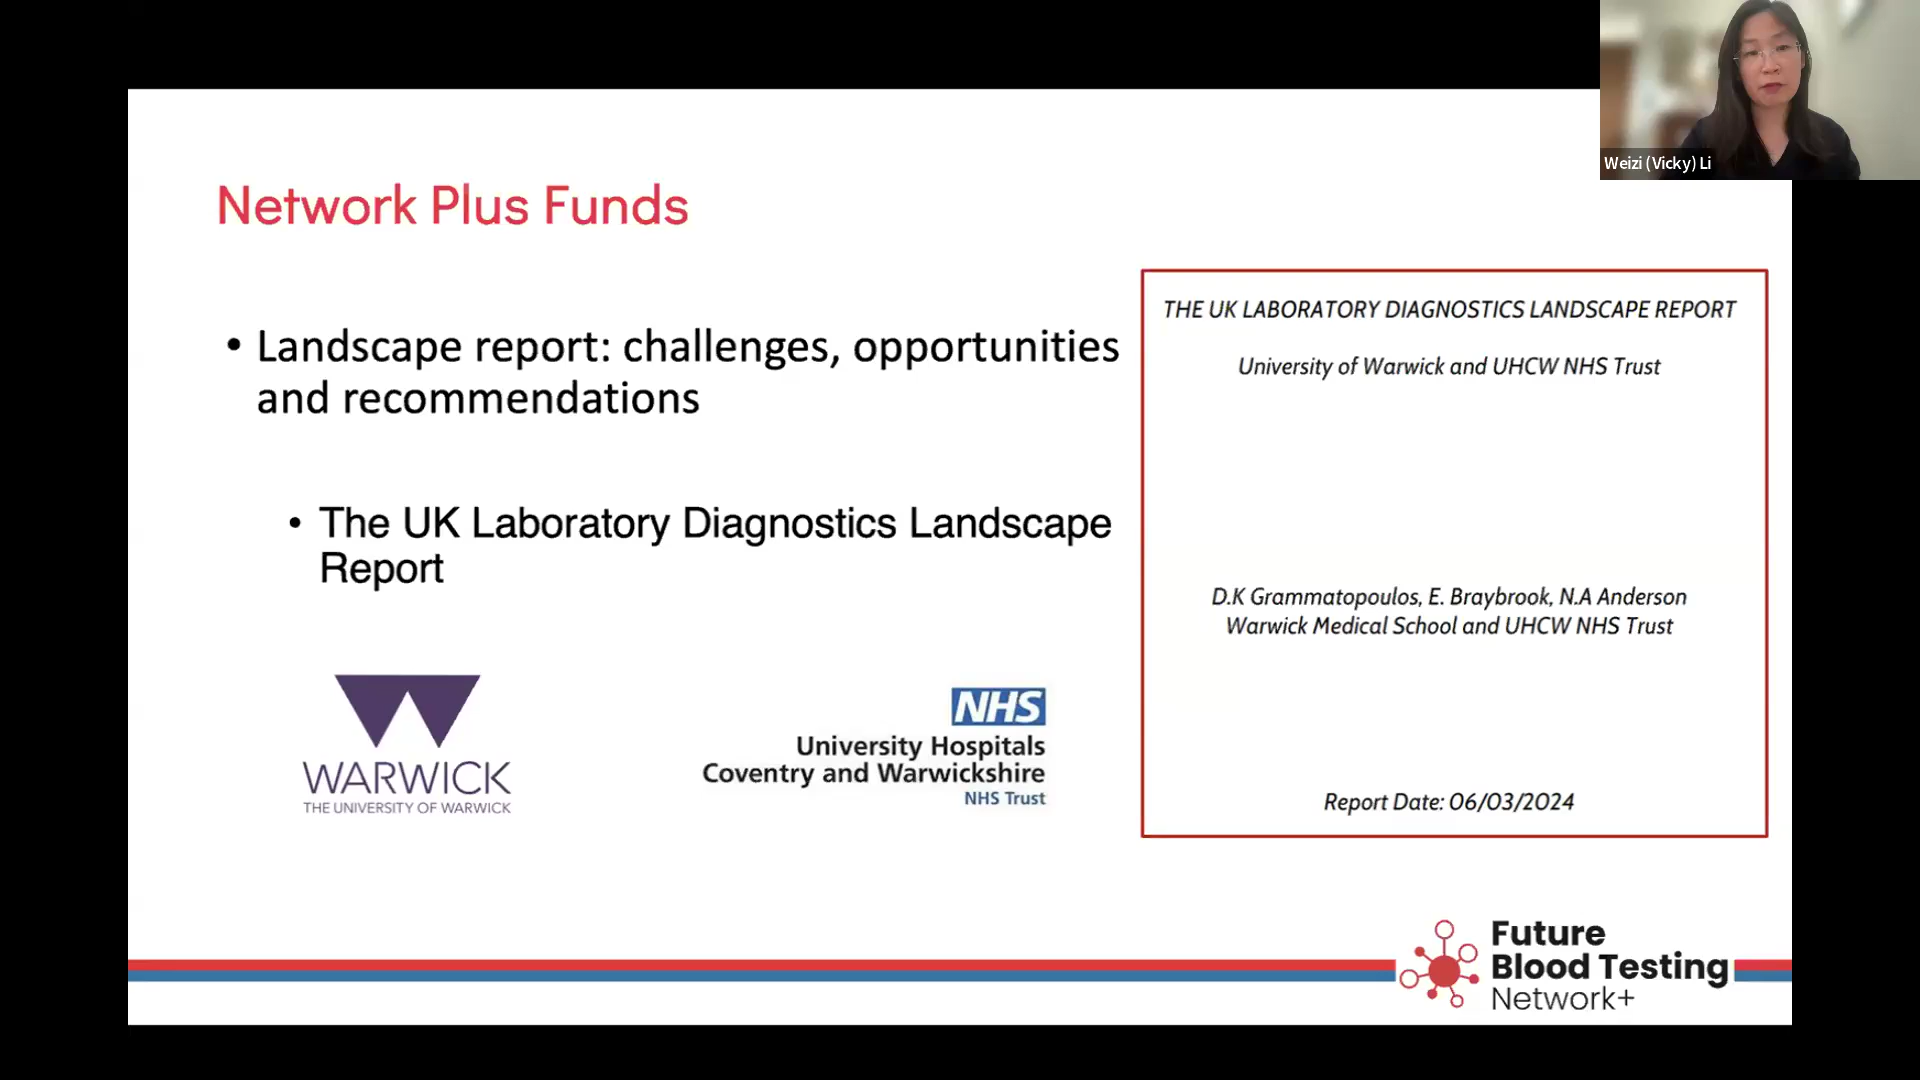 Weizi (Vicky) Li
Network Plus Funds
• Landscape report: challenges, opportunities
and recommendations
• The UK Laboratory Diagnostics Landscape
Report
WARWICK
THE UNIVERSITY OF WARWICK
NHS
University Hospitals
Coventry and Warwickshire
NHS Trust
THE UK LABORATORY DIAGNOSTICS LANDSCAPE REPORT
University of Warwick and UHCW NHS Trust
D.K Grammatopoulos, E. Braybrook, N.A Anderson
Warwick Medical School and UHCW NHS Trust
Report Date: 06/03/2024
Future
Blood Testing
Network+